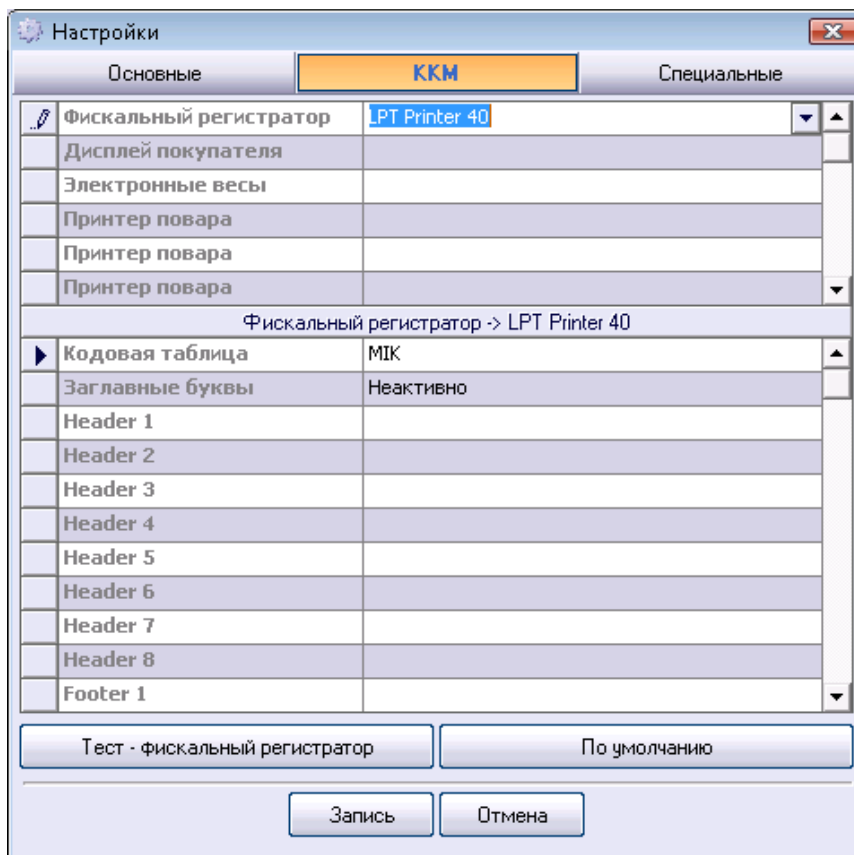 Настройки
Основные ККМ Специальные
Фискальный регистратор LPT Printer 40
Дисплей покупателя
Электронные весы
Принтер повара
Принтер повара
Принтер повара
Фискальный регистратор -> LPT Printer 40
Кодовая таблица MIK
Заглавные буквы Неактивно
Header 1
Header 2
Header 3
Header 4
Header 5
Header 6
Header 7
Header 8
Footer 1
Тест - фискальный регистратор По умолчанию
Запись Отмена